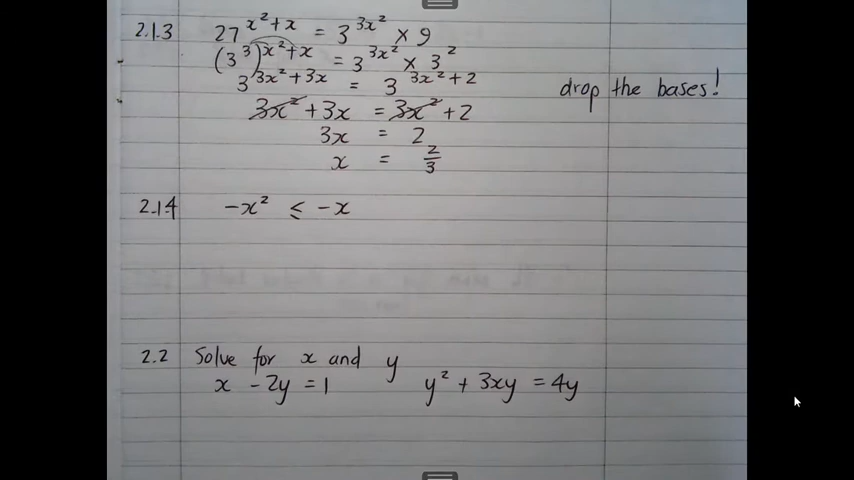 2.1.3 27^(x²+x) = 3^(3x²) × 9
(3³)^(x²+x) = 3^(3x²) × 3²
3^(3x²+3x) = 3^(3x²+2) drop the bases!
3x² + 3x = 3x² + 2
3x = 2
x = 2/3
2.1.4 -x² ≤ -x
2.2 Solve for x and y
x - 2y = 1 y² + 3xy = 4y